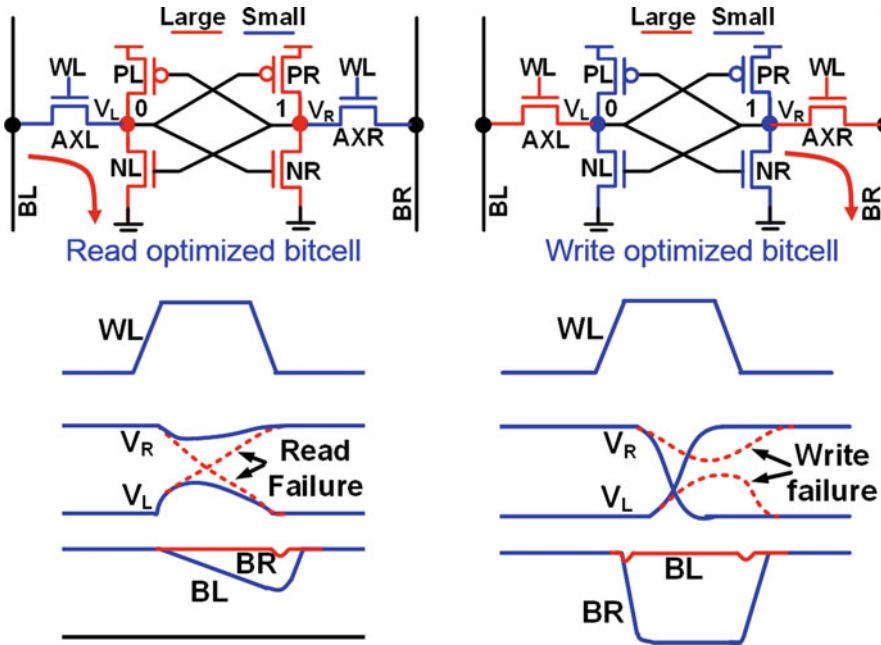 Large Small
WL PL PR WL
V_L 0 1 V_R
AXL AXR
NL NR
BL BR
Read optimized bitcell
WL
V_R
Read
Failure
V_L
BR
BL
Large Small
WL PL PR WL
V_L 0 1 V_R
AXL AXR
NL NR
BL BR
Write optimized bitcell
WL
V_R
Write
failure
V_L
BL
BR